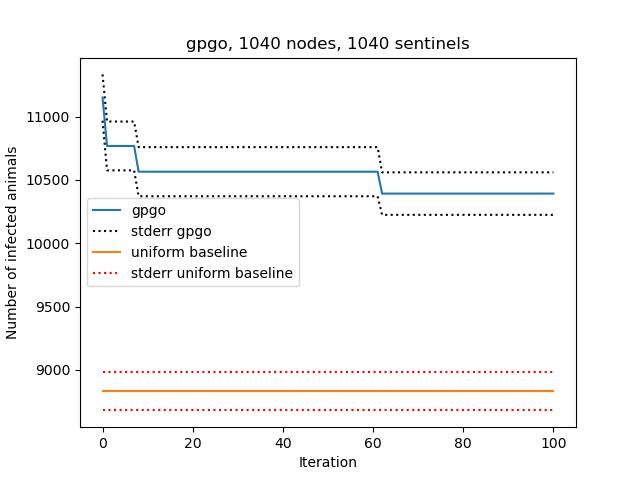 gpgo, 1040 nodes, 1040 sentinels
Number of infected animals
11000
10500
10000
9500
9000
gpgo
stderr gpgo
uniform baseline
stderr uniform baseline
0 20 40 60 80 100
Iteration